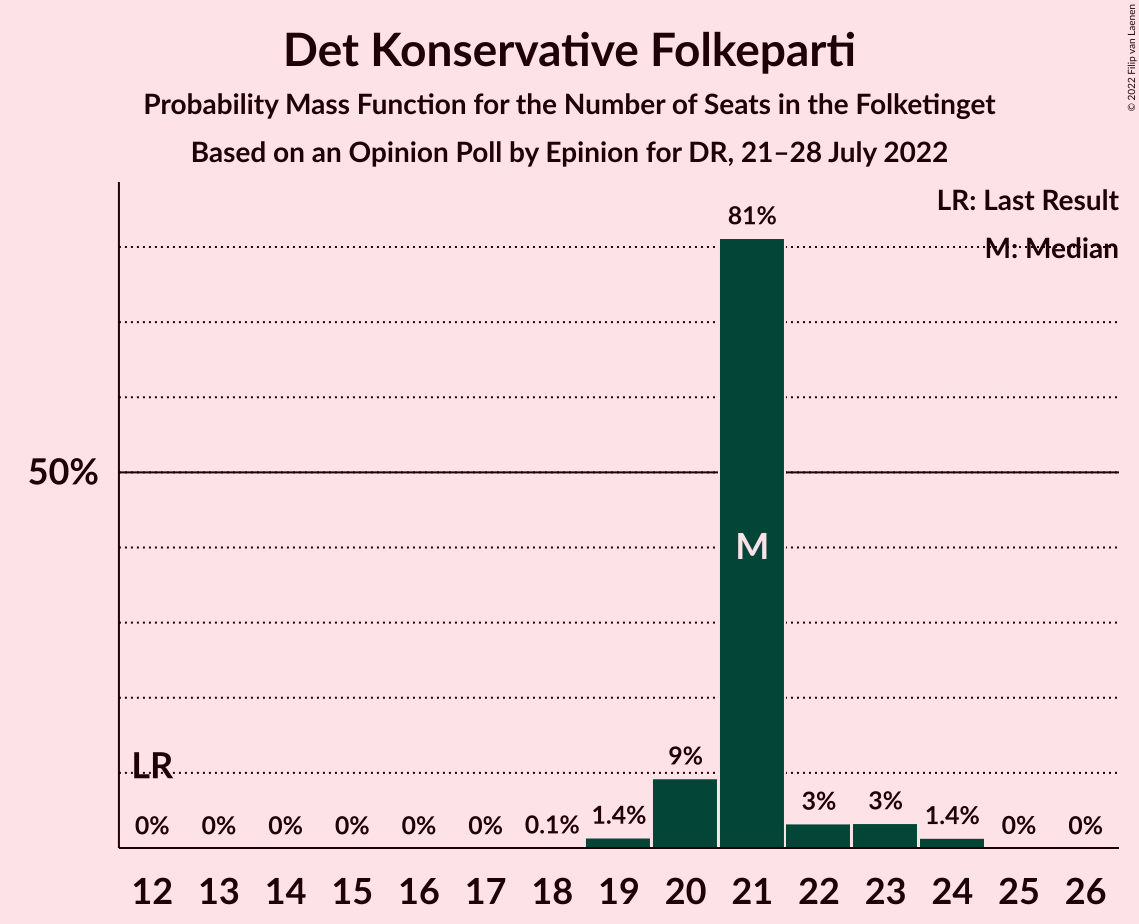 Det Konservative Folkeparti
Probability Mass Function for the Number of Seats in the Folketinget
Based on an Opinion Poll by Epinion for DR, 21–28 July 2022
© 2022 Filip van Laenen
LR: Last Result
M: Median
81%
50%
M
LR
9%
0% 0% 0% 0% 0% 0% 0.1% 1.4% 3% 3% 1.4% 0% 0%
12 13 14 15 16 17 18 19 20 21 22 23 24 25 26